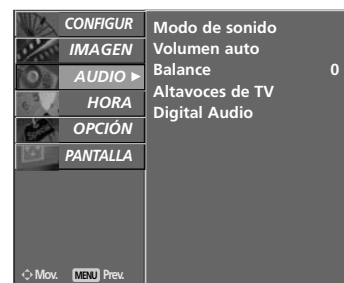 CONFIGUR
IMAGEN
AUDIO ►
HORA
OPCIÓN
PANTALLA
Mov. MENU Prev.
Modo de sonido
Volumen auto
Balance 0
Altavoces de TV
Digital Audio